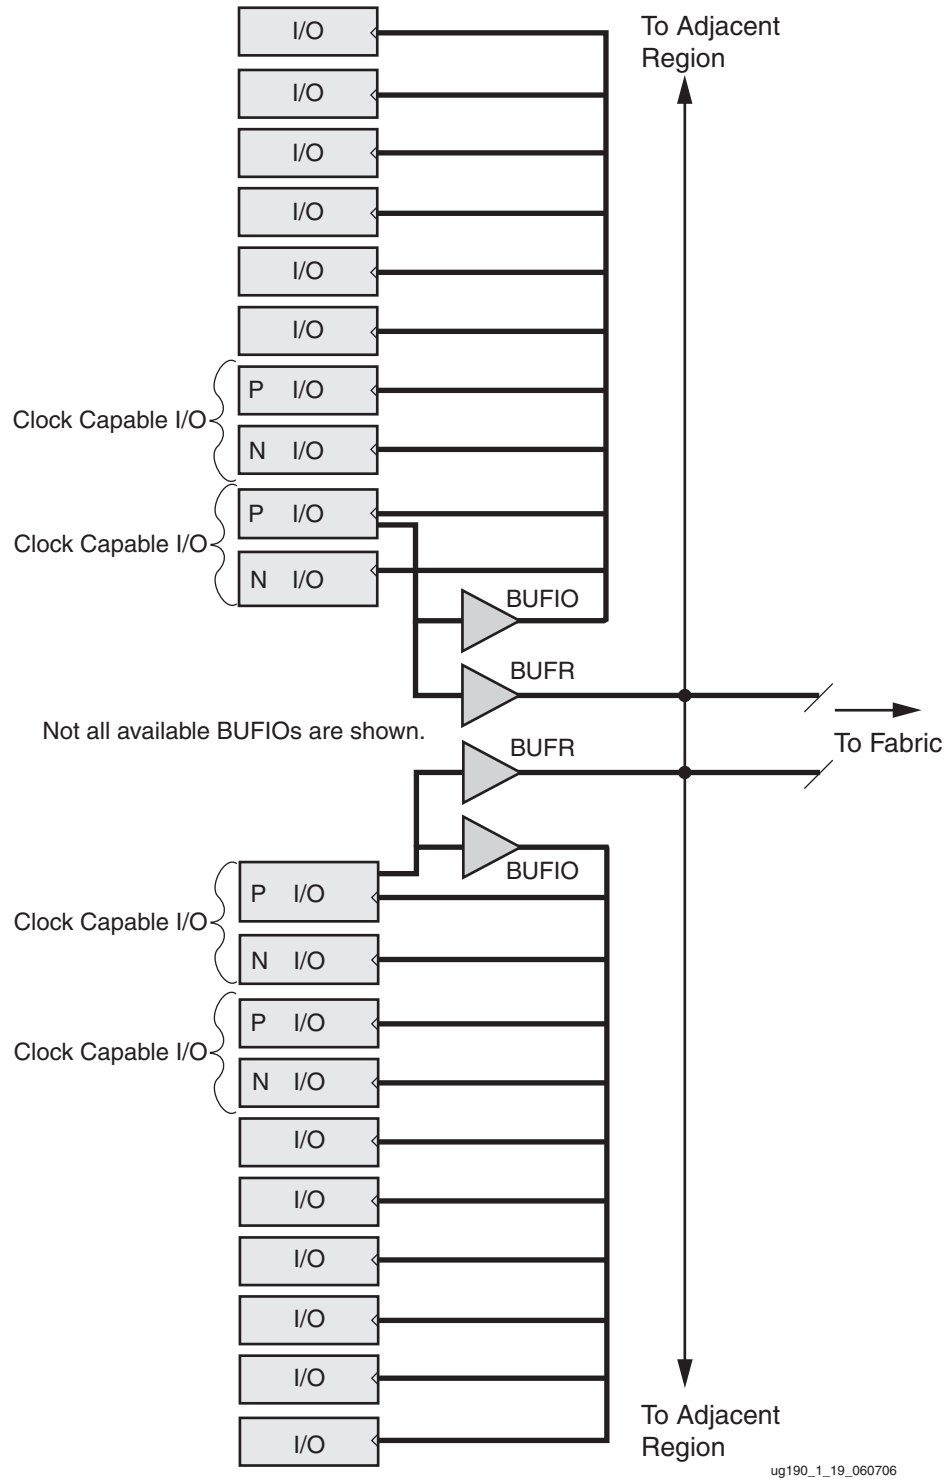 I/O
To Adjacent
Region
I/O
I/O
I/O
I/O
I/O
P I/O
Clock Capable I/O
N I/O
P I/O
Clock Capable I/O
N I/O
BUFIO
BUFR
Not all available BUFIOs are shown.
To Fabric
BUFR
BUFIO
P I/O
Clock Capable I/O
N I/O
P I/O
Clock Capable I/O
N I/O
I/O
I/O
I/O
I/O
I/O
I/O
To Adjacent
Region
ug190_1_19_060706